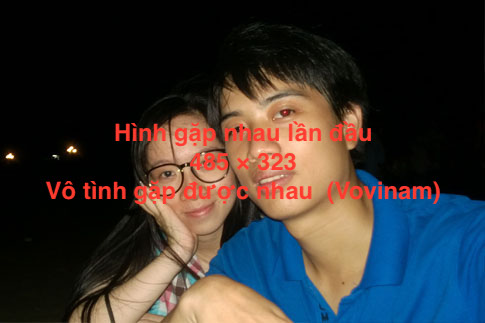 Hình gặp nhau lần đầu
485 × 323
Vô tình gặp được nhau (Vovinam)